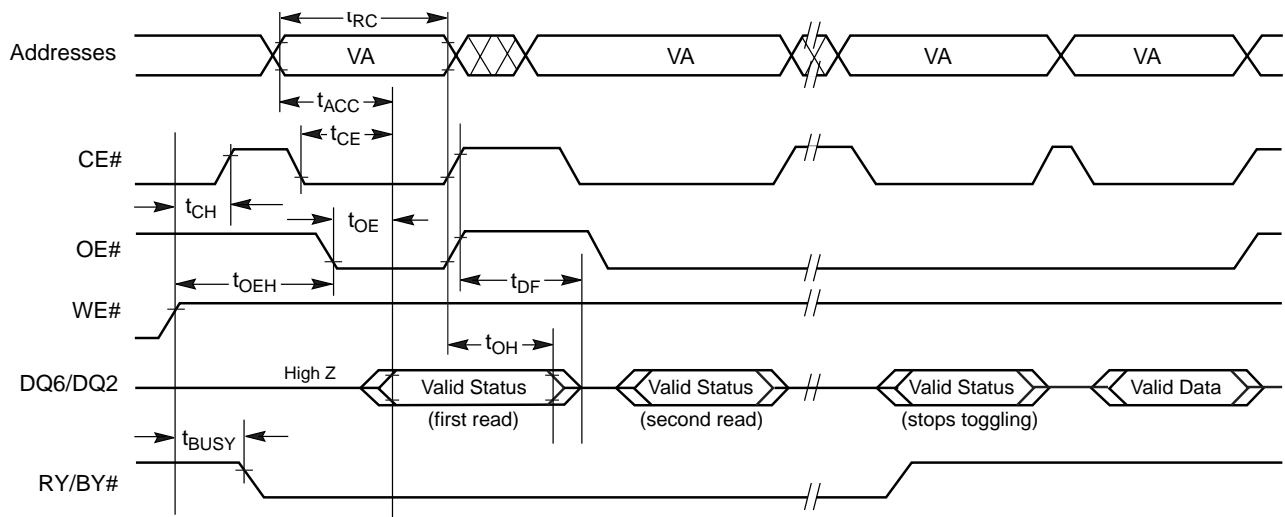 tRC
Addresses VA VA VA VA
tACC
tCE
CE#
tCH tOE
OE#
tOEH tDF
WE#
tOH
DQ6/DQ2 High Z Valid Status Valid Status Valid Status Valid Data
(first read) (second read) (stops toggling)
tBUSY
RY/BY#